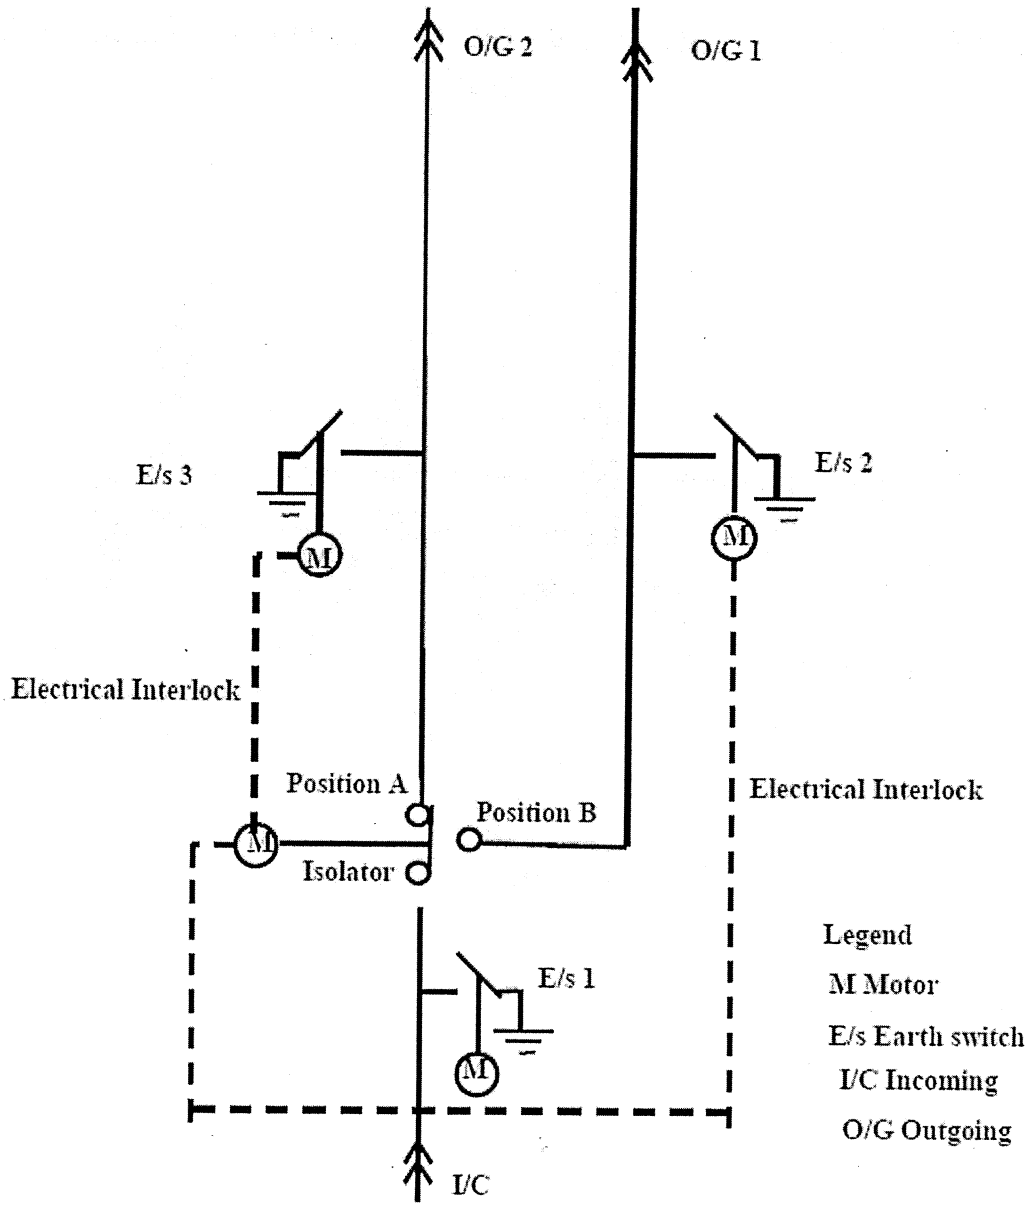 O/G 2
O/G 1
E/s 3
E/s 2
M
M
Electrical Interlock
Position A
Electrical Interlock
Position B
M
Isolator
Legend
E/s 1
M Motor
E/s Earth switch
M
I/C Incoming
O/G Outgoing
I/C